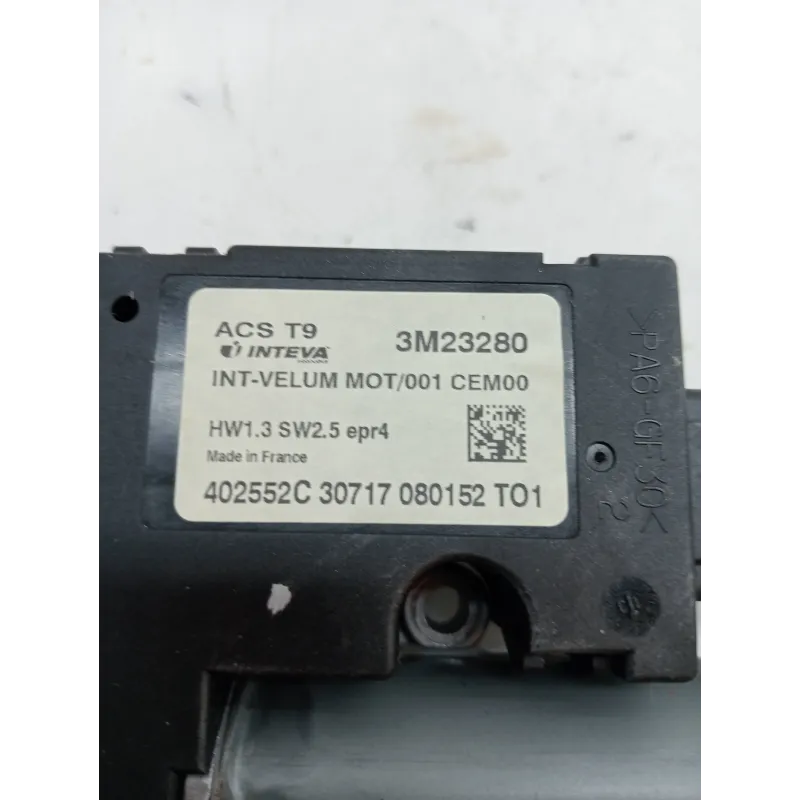 ACS T9
INTEVA
3M23280
INT-VELUM MOT/001 CEM00
HW1.3 SW2.5 epr4
Made in France
402552C 30717 080152 TO1
>PA6-GF30<
2